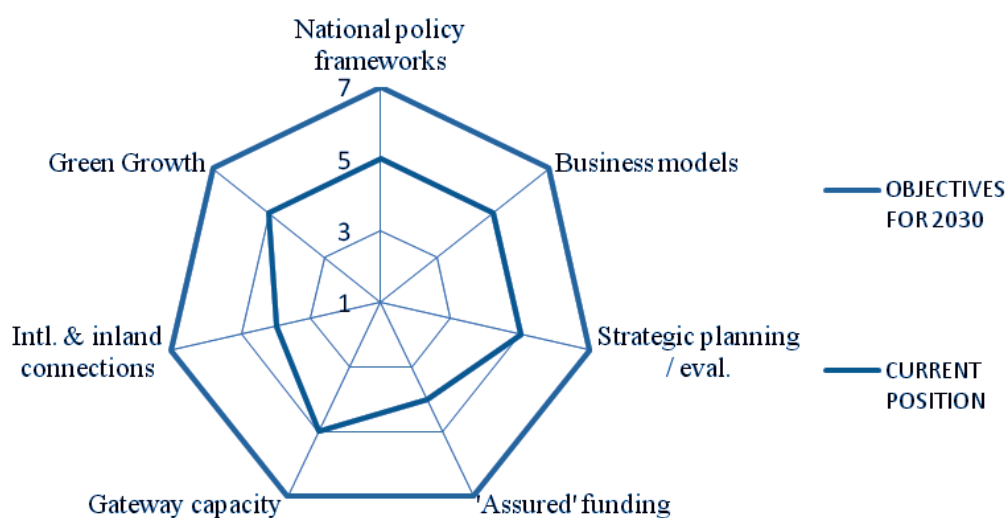 National policy
frameworks
7
Green Growth
5
Business models
OBJECTIVES
FOR 2030
3
1
Intl. & inland
connections
Strategic planning
/ eval.
CURRENT
POSITION
Gateway capacity
'Assured' funding